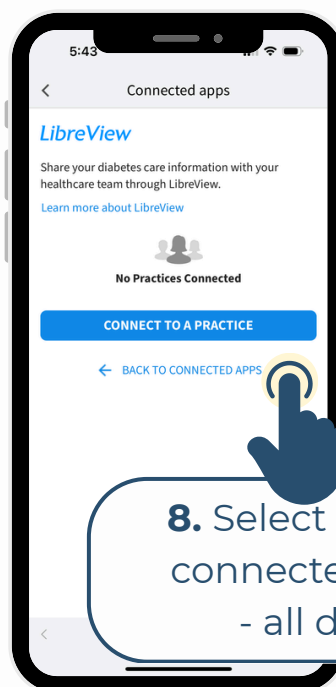 5:43
Connected apps
LibreView
Share your diabetes care information with your
healthcare team through LibreView.
Learn more about LibreView
No Practices Connected
CONNECT TO A PRACTICE
BACK TO CONNECTED APPS
8. Select
connecte
- all d